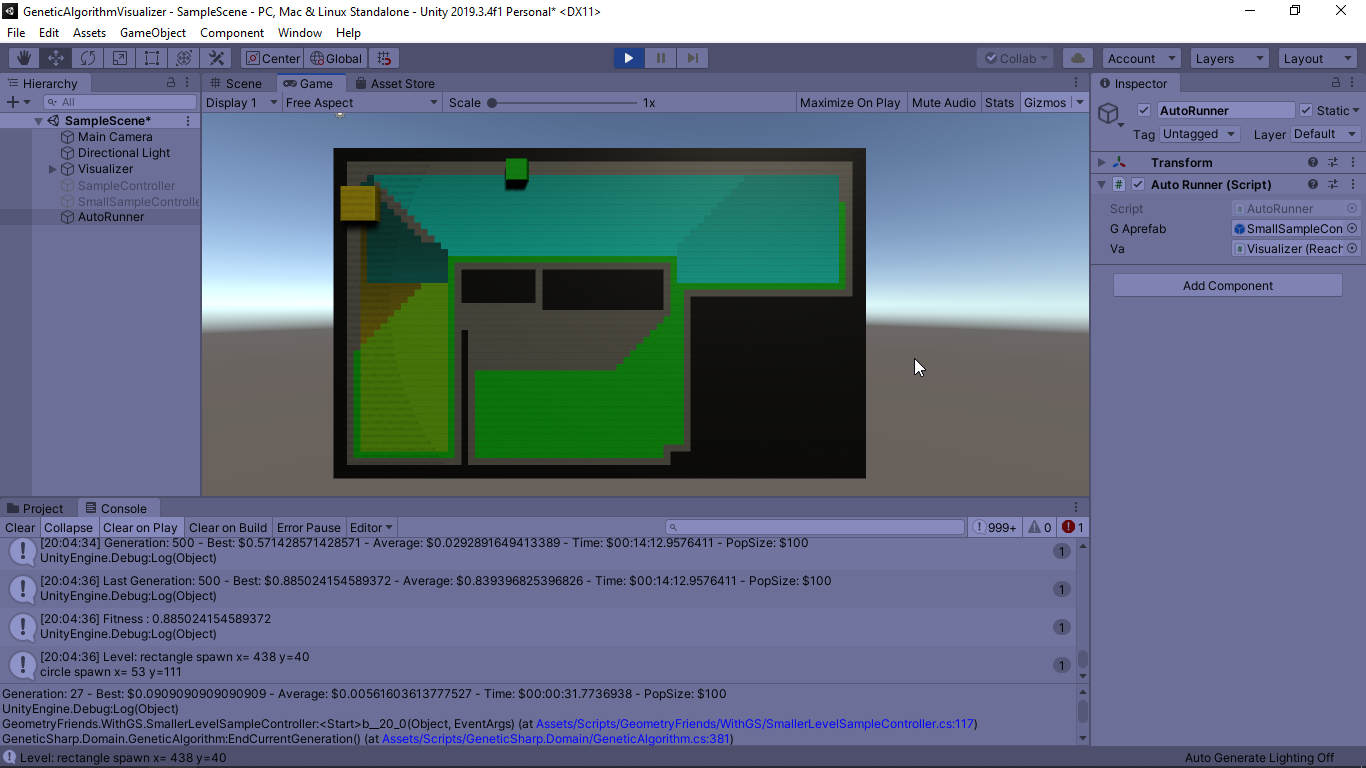 GeneticAlgorithmVisualizer - SampleScene - PC, Mac & Linux Standalone - Unity 2019.3.4f1 Personal* <DX11>
File Edit Assets GameObject Component Window Help
Center Global Collab Account Layers Layout
Hierarchy Scene Game Asset Store Inspector
All Display 1 Free Aspect Scale 1x Maximize On Play Mute Audio Stats Gizmos
SampleScene* AutoRunner Static
Main Camera
Directional Light Tag Untagged Layer Default
Visualizer Transform
SampleController Auto Runner (Script)
SmallSampleControlle Script AutoRunner
AutoRunner G Aprefab SmallSampleCon
Va Visualizer (Reach
Add Component
Project Console
Clear Collapse Clear on Play Clear on Build Error Pause Editor 999+ 0 1
[20:04:34] Generation: 500 - Best: $0.571428571428571 - Average: $0.0292891649413389 - Time: $00:14:12.9576411 - PopSize: $100
UnityEngine.Debug:Log(Object) 1
[20:04:36] Last Generation: 500 - Best: $0.885024154589372 - Average: $0.839396825396826 - Time: $00:14:12.9576411 - PopSize: $100
UnityEngine.Debug:Log(Object) 1
[20:04:36] Fitness : 0.885024154589372
UnityEngine.Debug:Log(Object) 1
[20:04:36] Level: rectangle spawn x= 438 y=40
circle spawn x= 53 y=111 1
Generation: 27 - Best: $0.0909090909090909 - Average: $0.00561603613777527 - Time: $00:00:31.7736938 - PopSize: $100
UnityEngine.Debug:Log(Object)
GeometryFriends.WithGS.SmallerLevelSampleController:<Start>b__20_0(Object, EventArgs) (at Assets/Scripts/GeometryFriends/WithGS/SmallerLevelSampleController.cs:117)
GeneticSharp.Domain.GeneticAlgorithm:EndCurrentGeneration() (at Assets/Scripts/GeneticSharp.Domain/GeneticAlgorithm.cs:381)
Level: rectangle spawn x= 438 y=40 Auto Generate Lighting Off